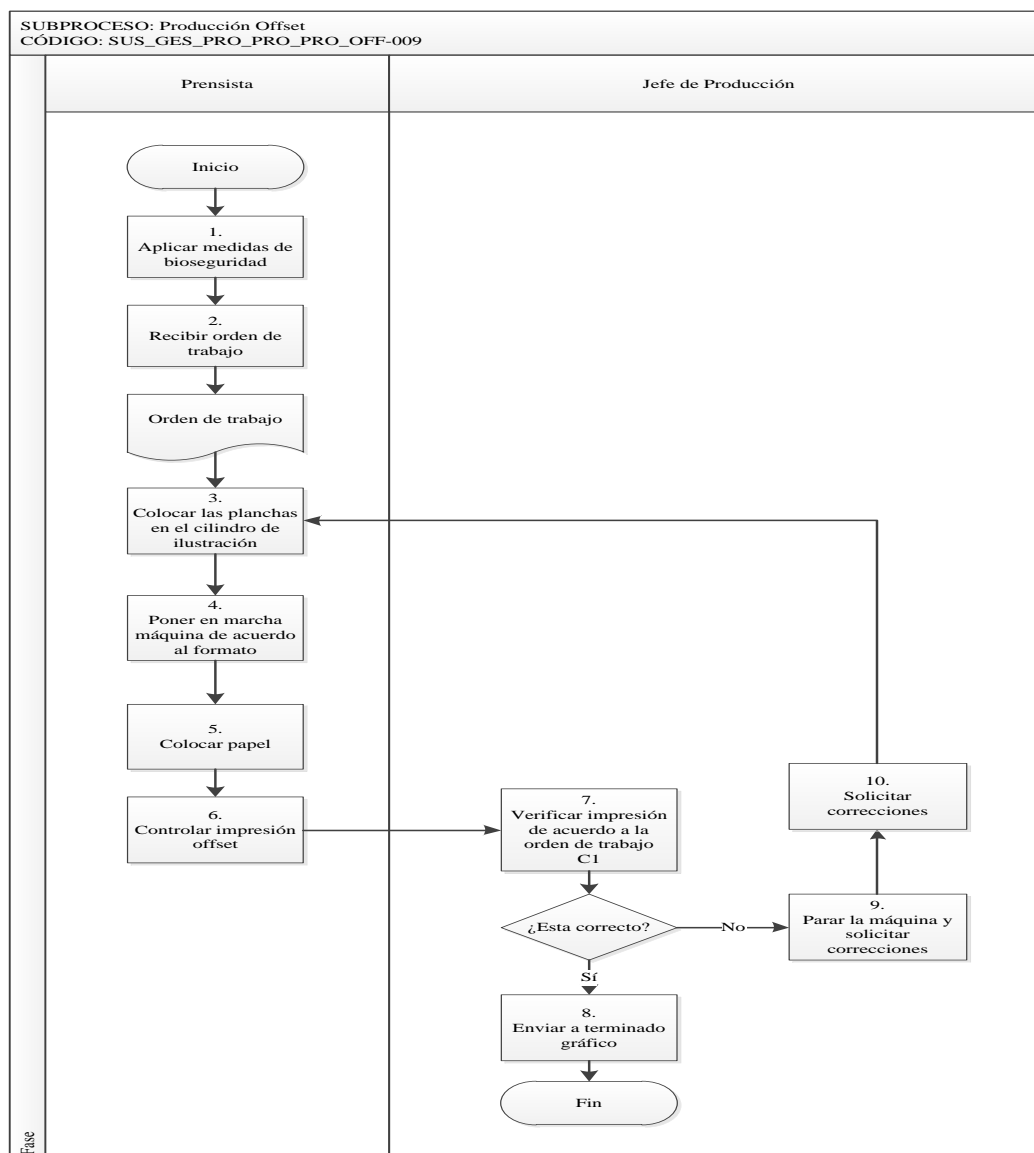 SUBPROCESO: Producción Offset
CÓDIGO: SUS_GES_PRO_PRO_PRO_OFF-009
Prensista
Jefe de Producción
Inicio
1.
Aplicar medidas de
bioseguridad
2.
Recibir orden de
trabajo
Orden de trabajo
3.
Colocar las planchas
en el cilindro de
ilustración
4.
Poner en marcha
máquina de acuerdo
al formato
5.
Colocar papel
6.
Controlar impresión
offset
7.
Verificar impresión
de acuerdo a la
orden de trabajo
C1
¿Esta correcto?
No
Sí
8.
Enviar a terminado
gráfico
Fin
9.
Parar la máquina y
solicitar
correcciones
10.
Solicitar
correcciones
Fase